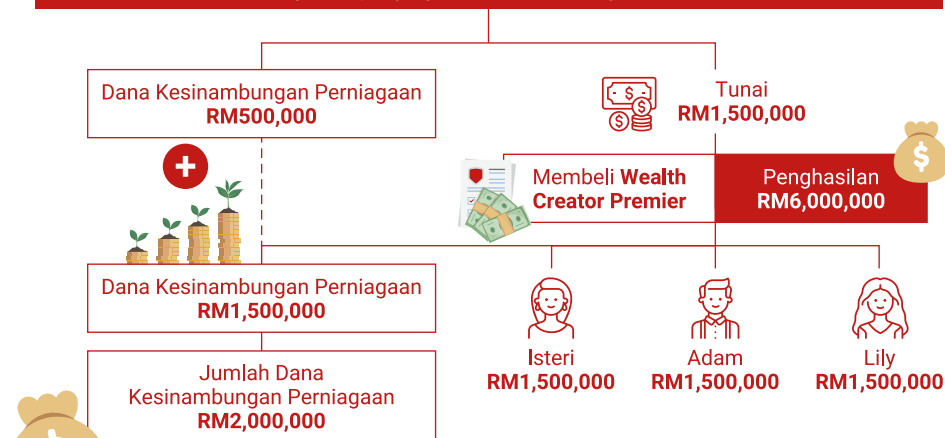 Dana Kesinambungan Perniagaan
RM500,000
Tunai
RM1,500,000
Membeli Wealth
Creator Premier
Penghasilan
RM6,000,000
Dana Kesinambungan Perniagaan
RM1,500,000
Isteri
RM1,500,000
Adam
RM1,500,000
Lily
RM1,500,000
Jumlah Dana
Kesinambungan Perniagaan
RM2,000,000